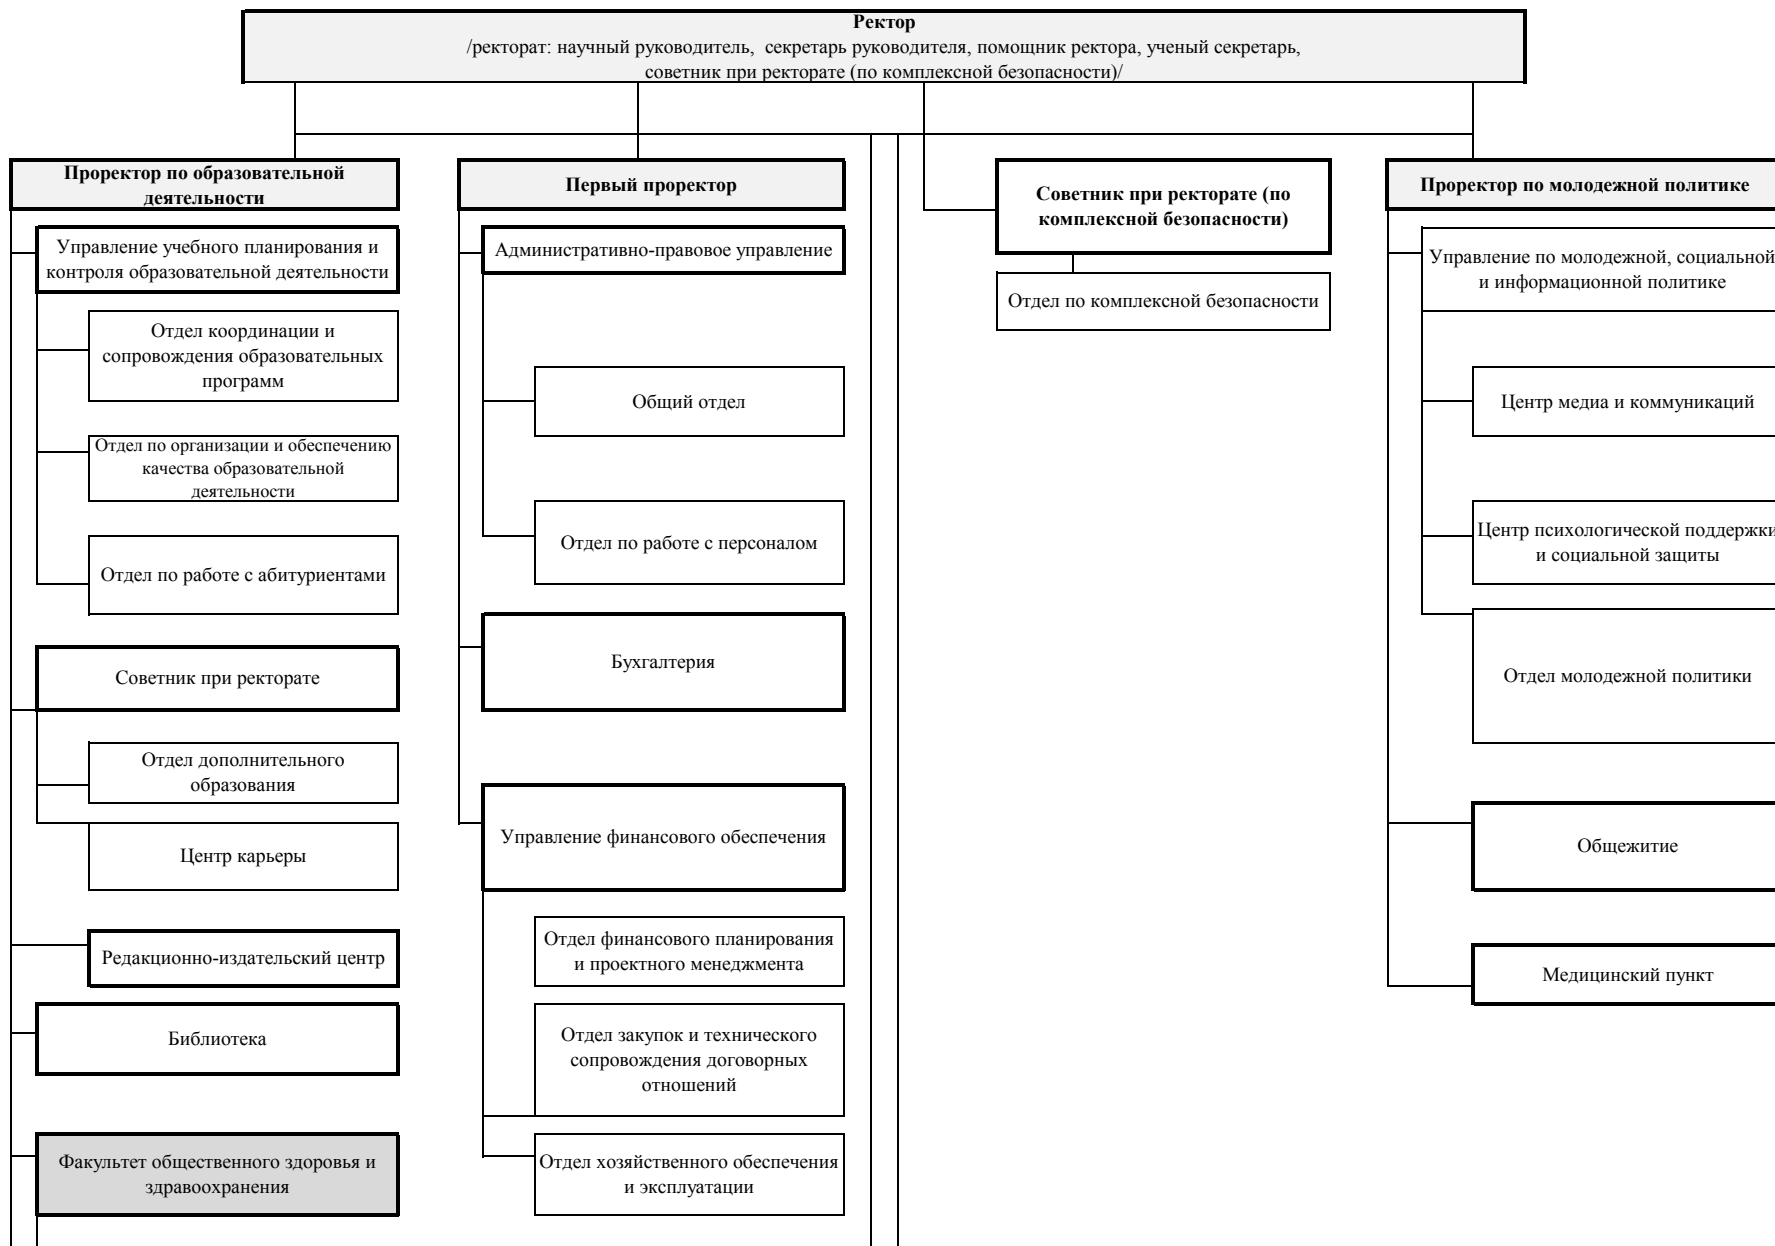 Ректор
/ректорат: научный руководитель, секретарь руководителя, помощник ректора, ученый секретарь,
советник при ректорате (по комплексной безопасности)/
Проректор по образовательной
деятельности
Управление учебного планирования и
контроля образовательной деятельности
Отдел координации и
сопровождения образовательных
программ
Отдел по организации и обеспечению
качества образовательной
деятельности
Отдел по работе с абитуриентами
Советник при ректорате
Отдел дополнительного
образования
Центр карьеры
Редакционно-издательский центр
Библиотека
Факультет общественного здоровья и
здравоохранения
Первый проректор
Административно-правовое управление
Общий отдел
Отдел по работе с персоналом
Бухгалтерия
Управление финансового обеспечения
Отдел финансового планирования
и проектного менеджмента
Отдел закупок и технического
сопровождения договорных
отношений
Отдел хозяйственного обеспечения
и эксплуатации
Советник при ректорате (по
комплексной безопасности)
Отдел по комплексной безопасности
Проректор по молодежной политике
Управление по молодежной, социальной
и информационной политике
Центр медиа и коммуникаций
Центр психологической поддержки
и социальной защиты
Отдел молодежной политики
Общежитие
Медицинский пункт